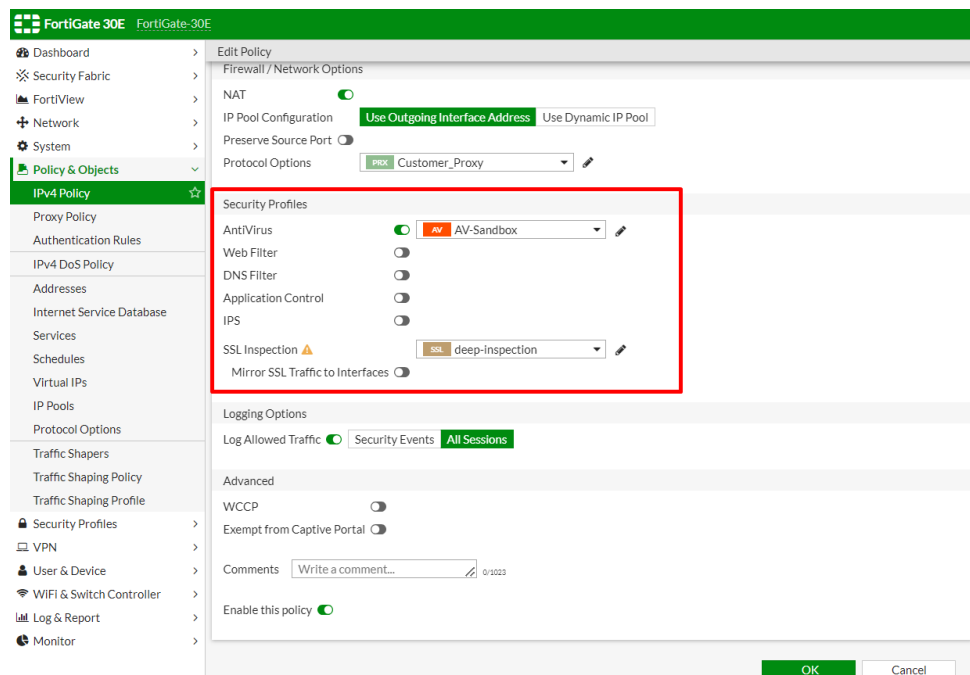 FortiGate 30E FortiGate-30E
Dashboard
Security Fabric
FortiView
Network
System
Policy & Objects
IPv4 Policy
Proxy Policy
Authentication Rules
IPv4 DoS Policy
Addresses
Internet Service Database
Services
Schedules
Virtual IPs
IP Pools
Protocol Options
Traffic Shapers
Traffic Shaping Policy
Traffic Shaping Profile
Security Profiles
VPN
User & Device
WiFi & Switch Controller
Log & Report
Monitor
Edit Policy
Firewall / Network Options
NAT
IP Pool Configuration Use Outgoing Interface Address Use Dynamic IP Pool
Preserve Source Port
Protocol Options PRX Customer_Proxy
Security Profiles
AntiVirus AV AV-Sandbox
Web Filter
DNS Filter
Application Control
IPS
SSL Inspection SSL deep-inspection
Mirror SSL Traffic to Interfaces
Logging Options
Log Allowed Traffic Security Events All Sessions
Advanced
WCCP
Exempt from Captive Portal
Comments Write a comment... 0/1023
Enable this policy
OK Cancel